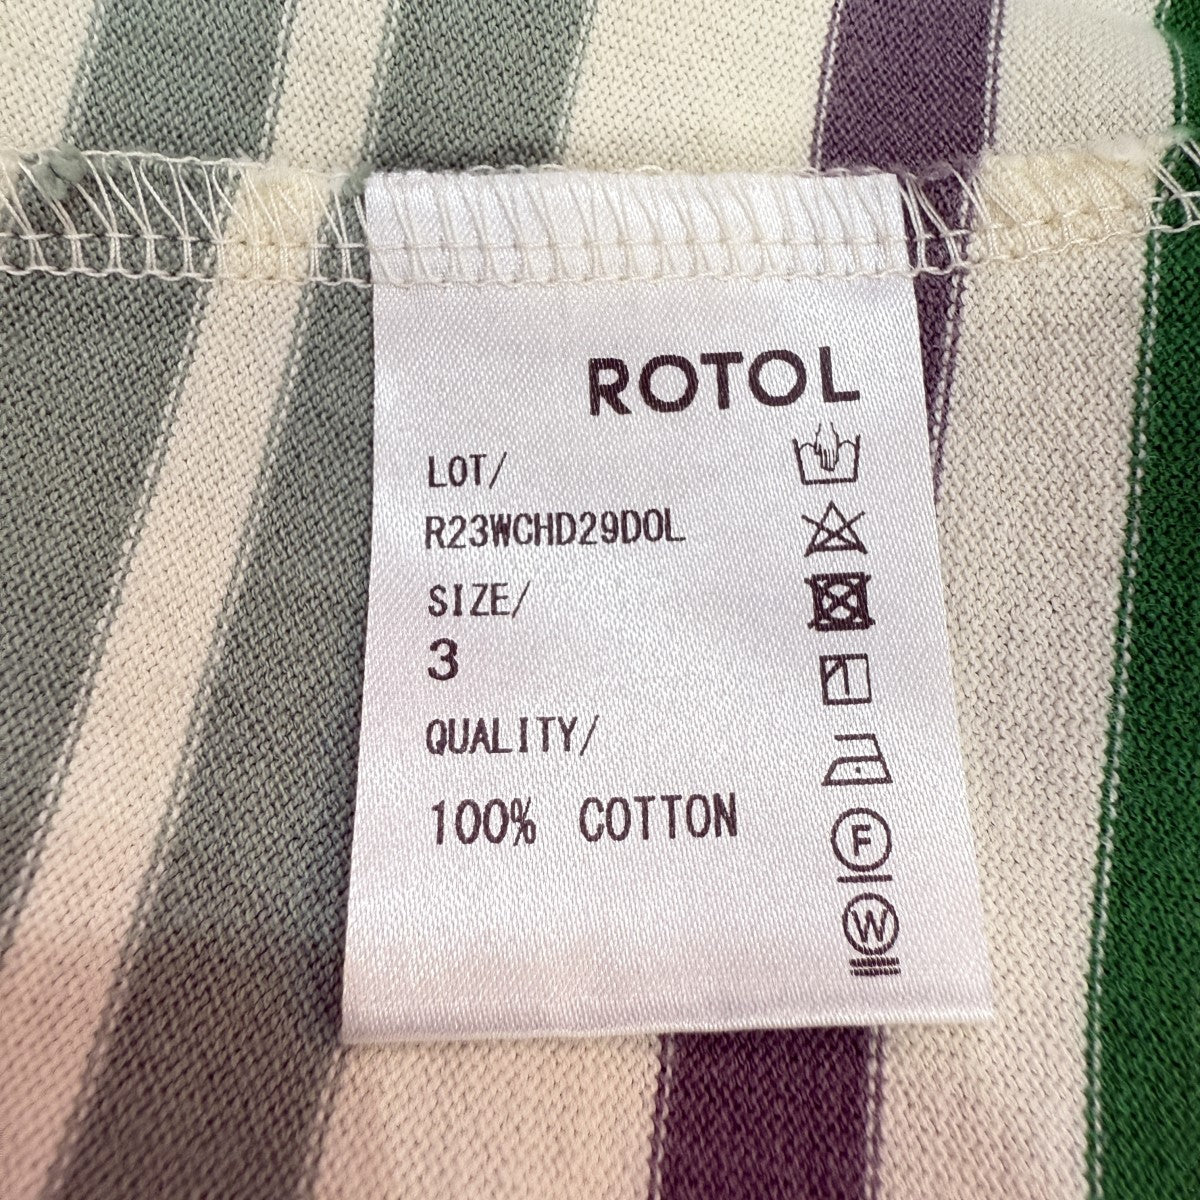 ROTOL
LOT/
R23WCHD29DOL
SIZE/
3
QUALITY/
100% COTTON
F
W